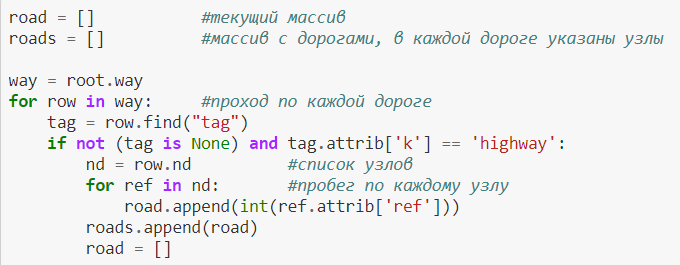 road = []           #текущий массив
roads = []          #массив с дорогами, в каждой дороге указаны узлы

way = root.way
for row in way:     #проход по каждой дороге
    tag = row.find("tag")
    if not (tag is None) and tag.attrib['k'] == 'highway':
        nd = row.nd          #список узлов
        for ref in nd:       #пробег по каждому узлу
            road.append(int(ref.attrib['ref']))
        roads.append(road)
        road = []